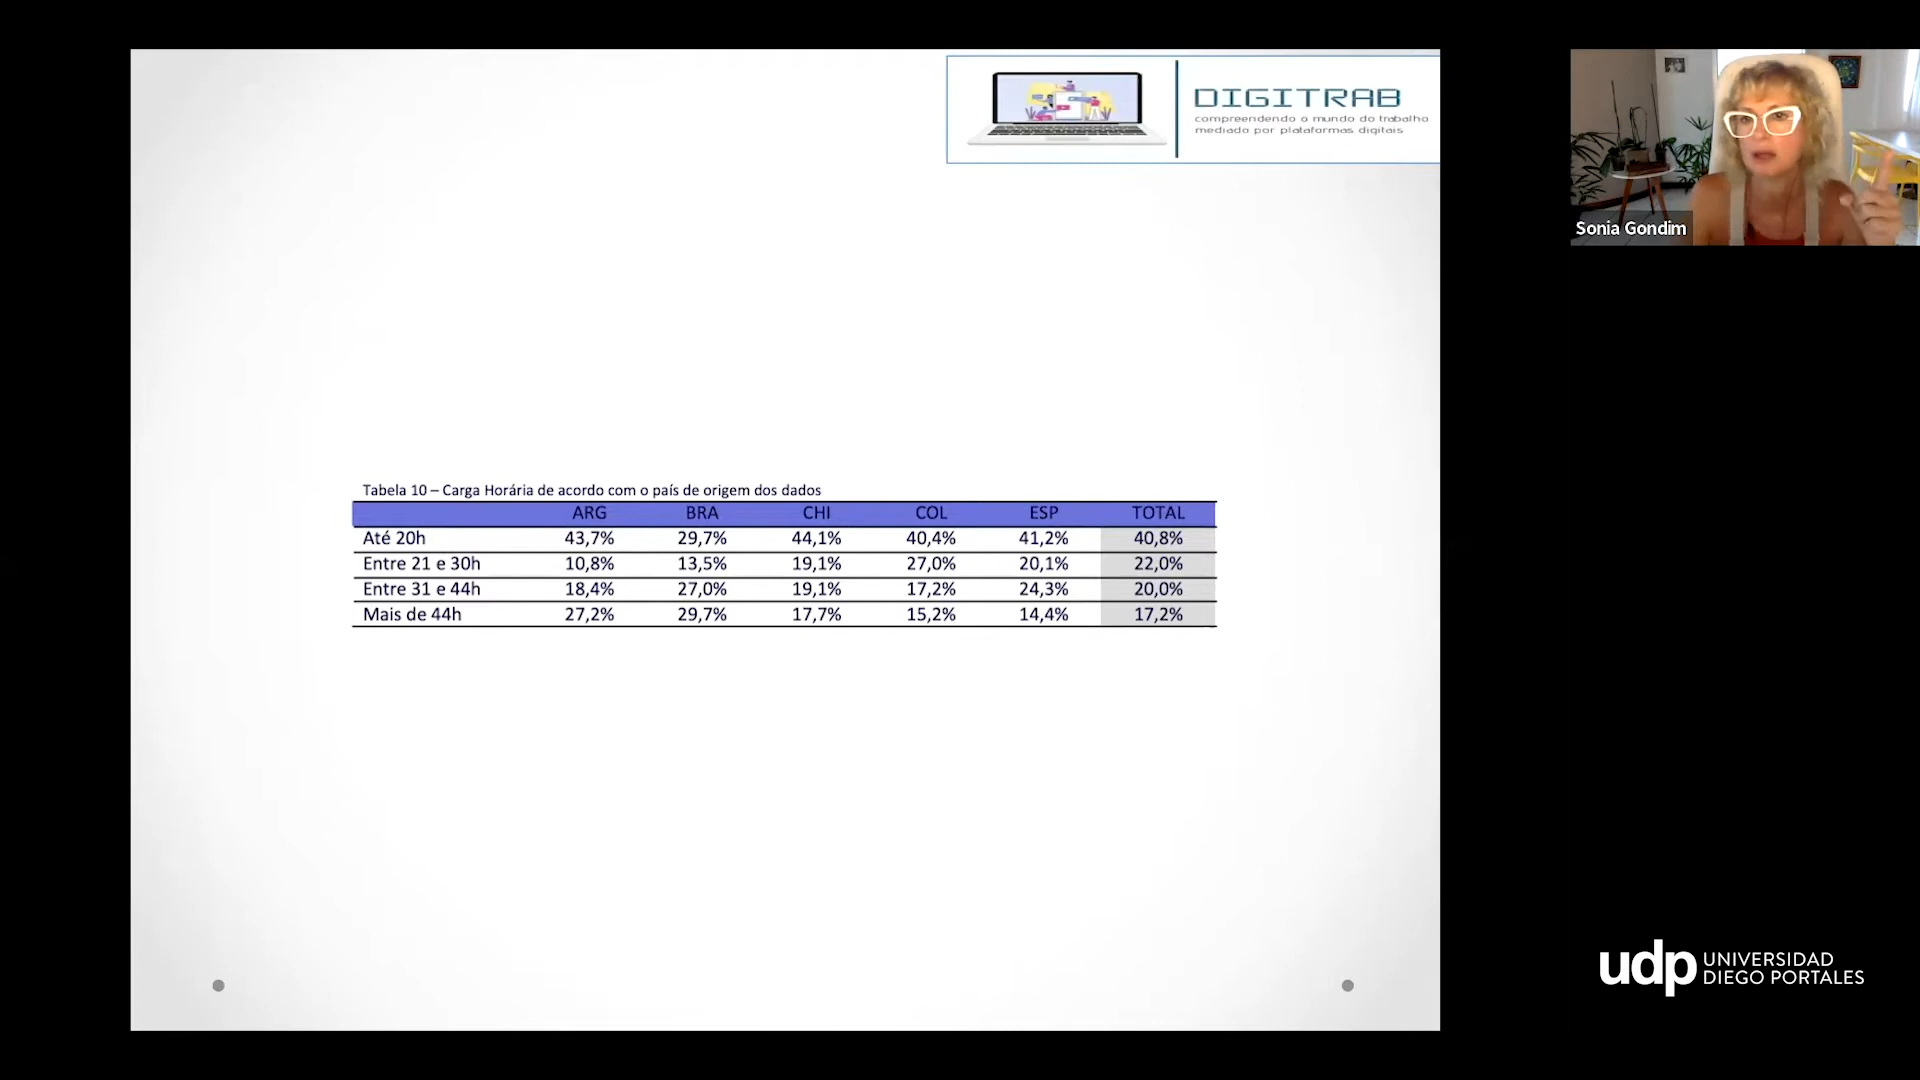 DIGITRAB
compreendendo o mundo do trabalho
mediado por plataformas digitais
Sonia Gondim
Tabela 10 – Carga Horária de acordo com o país de origem dos dados
ARG BRA CHI COL ESP TOTAL
Até 20h 43,7% 29,7% 44,1% 40,4% 41,2% 40,8%
Entre 21 e 30h 10,8% 13,5% 19,1% 27,0% 20,1% 22,0%
Entre 31 e 44h 18,4% 27,0% 19,1% 17,2% 24,3% 20,0%
Mais de 44h 27,2% 29,7% 17,7% 15,2% 14,4% 17,2%
udp UNIVERSIDAD
DIEGO PORTALES